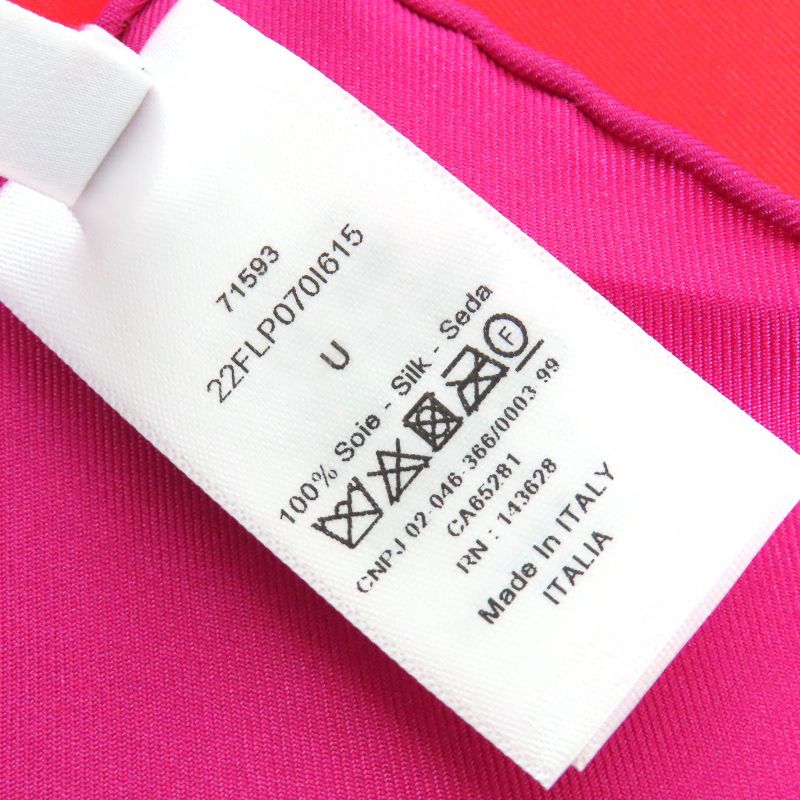 71593
22FLP070I615
U
100% Soie - Silk - Seda
F
CNPJ 02-046-366/0003 99
CA65281
RN : 143628
Made In ITALY
ITALIA